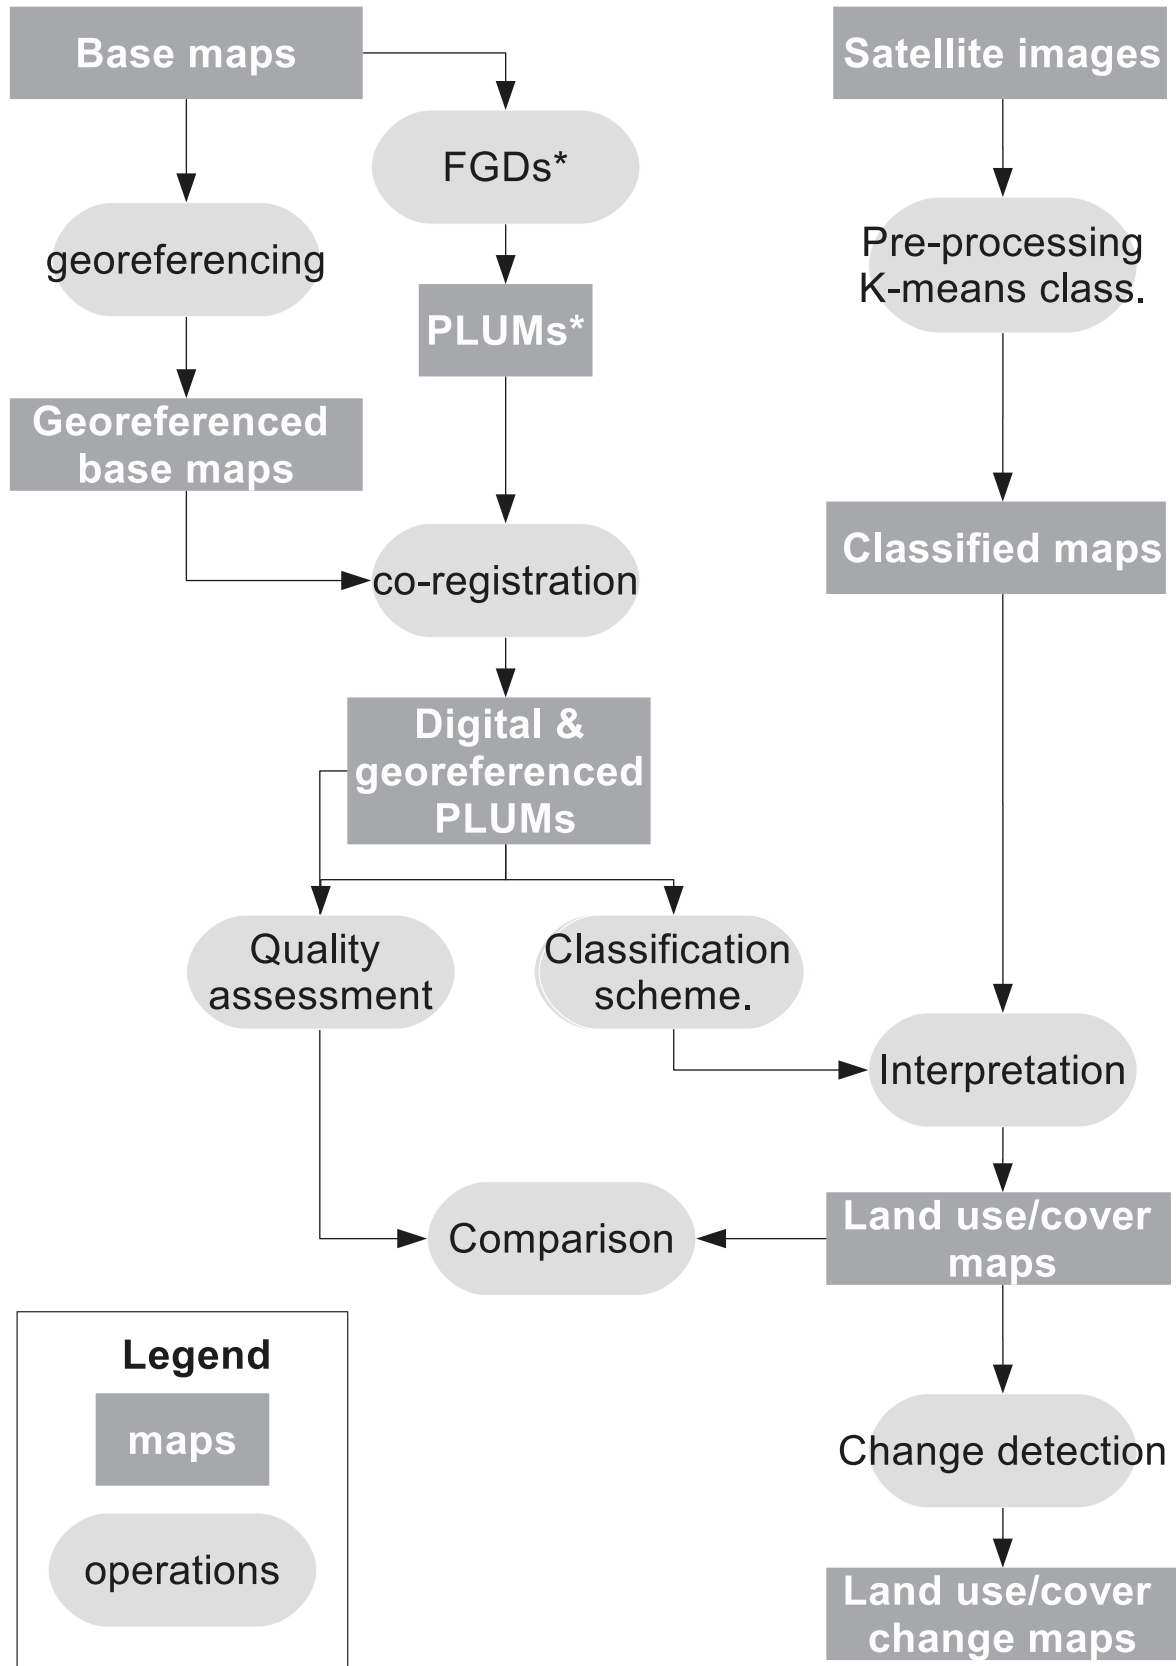 Base maps
Satellite images
FGDs*
georeferencing
Pre-processing
K-means class.
PLUMs*
Georeferenced
base maps
Classified maps
co-registration
Digital &
georeferenced
PLUMs
Quality
assessment
Classification
scheme.
Interpretation
Comparison
Land use/cover
maps
Legend
maps
operations
Change detection
Land use/cover
change maps